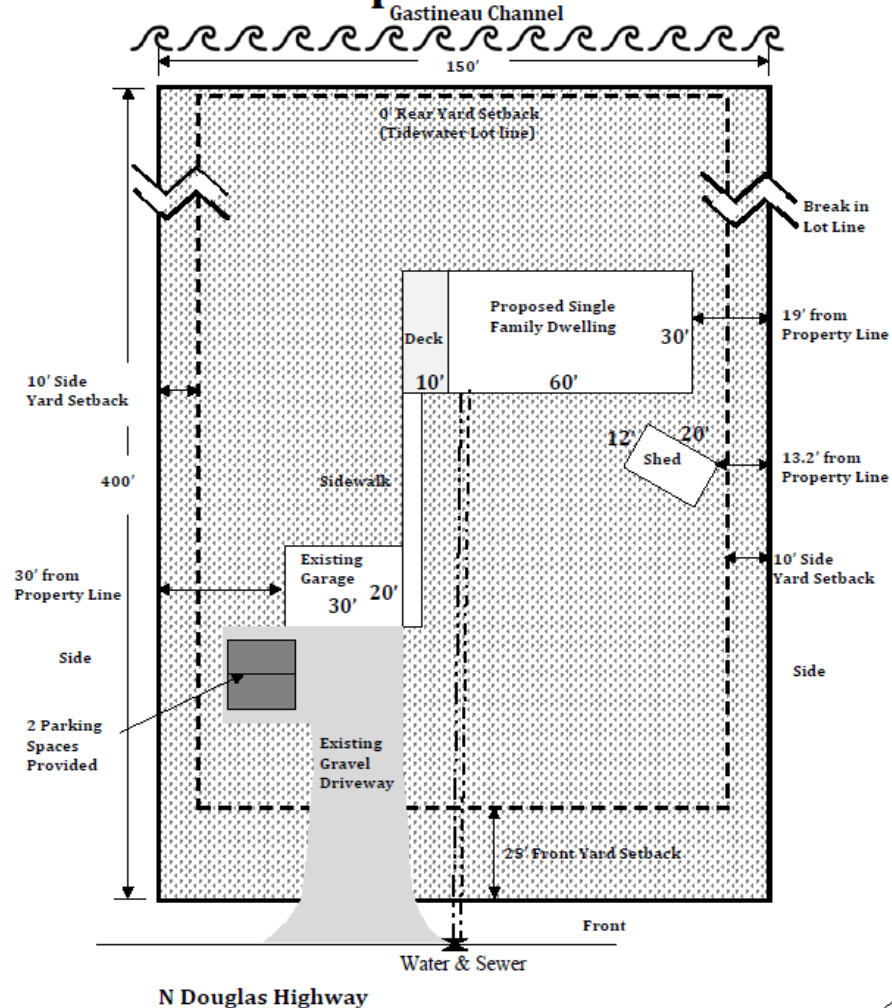 Gastineau Channel
150'
0' Rear Yard Setback
(Tidewater Lot line)
Break in
Lot Line
Proposed Single
Family Dwelling
30'
19' from
Property Line
Deck
10'
60'
10' Side
Yard Setback
12'
20'
Shed
13.2' from
Property Line
400'
Sidewalk
Existing
Garage
30'
20'
10' Side
Yard Setback
30' from
Property Line
Side
Side
2 Parking
Spaces
Provided
Existing
Gravel
Driveway
25' Front Yard Setback
Front
Water & Sewer
N Douglas Highway